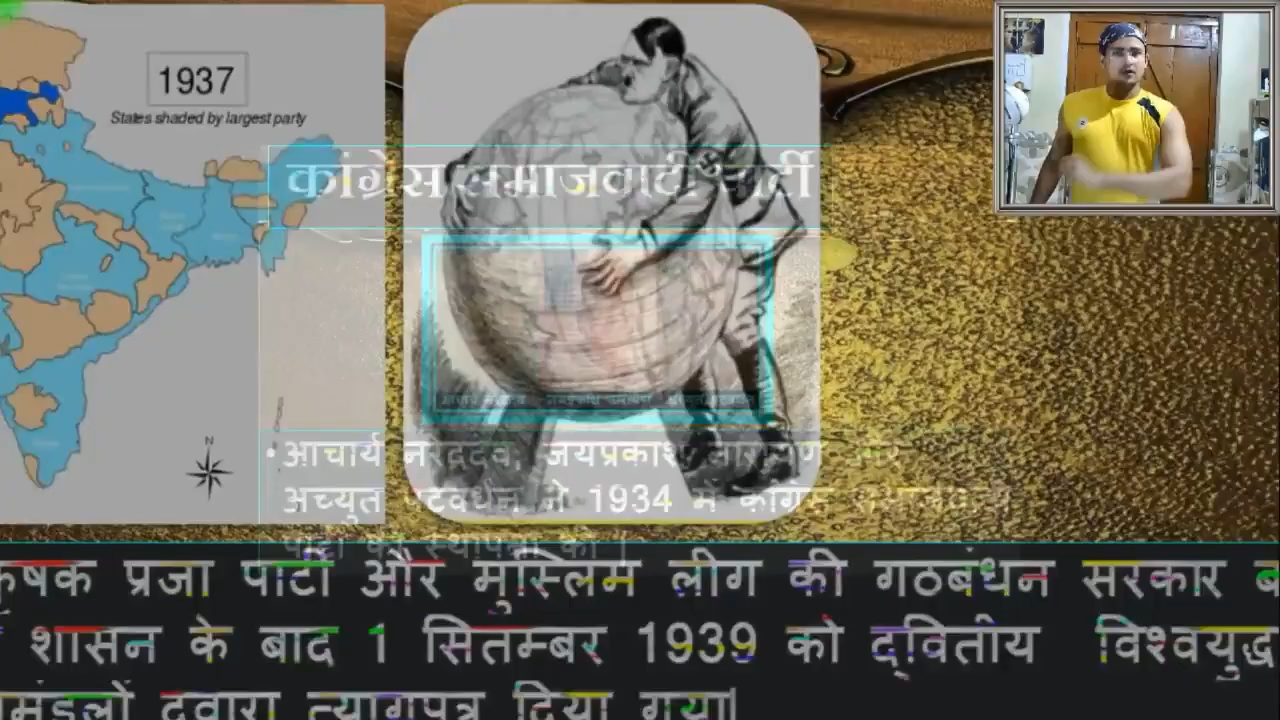 1937
States shaded by largest party
कांग्रेस समाजवादी पार्टी
N
• आचार्य नरेंद्रदेव, जयप्रकाश नारायण और
अच्युत पटवर्धन ने 1934 में कांग्रेस समाजवादी
पार्टी की स्थापना की |
कृषक प्रजा पार्टी और मुस्लिम लीग की गठबंधन सरकार
शासन के बाद 1 सितम्बर 1939 को द्वितीय विश्वयुद्ध
द्वारा त्यागपत्र दिया गया|